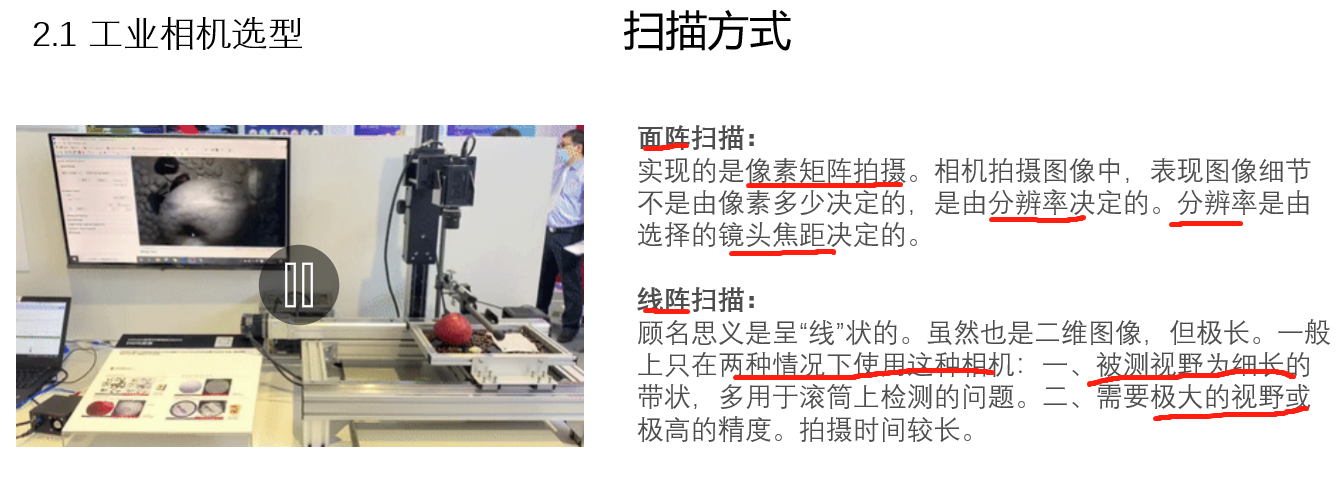 2.1 工业相机选型
扫描方式
面阵扫描：
实现的是像素矩阵拍摄。相机拍摄图像中，表现图像细节
不是由像素多少决定的，是由分辨率决定的。分辨率是由
选择的镜头焦距决定的。
线阵扫描：
顾名思义是呈“线”状的。虽然也是二维图像，但极长。一般
上只在两种情况下使用这种相机：一、被测视野为细长的
带状，多用于滚筒上检测的问题。二、需要极大的视野或
极高的精度。拍摄时间较长。